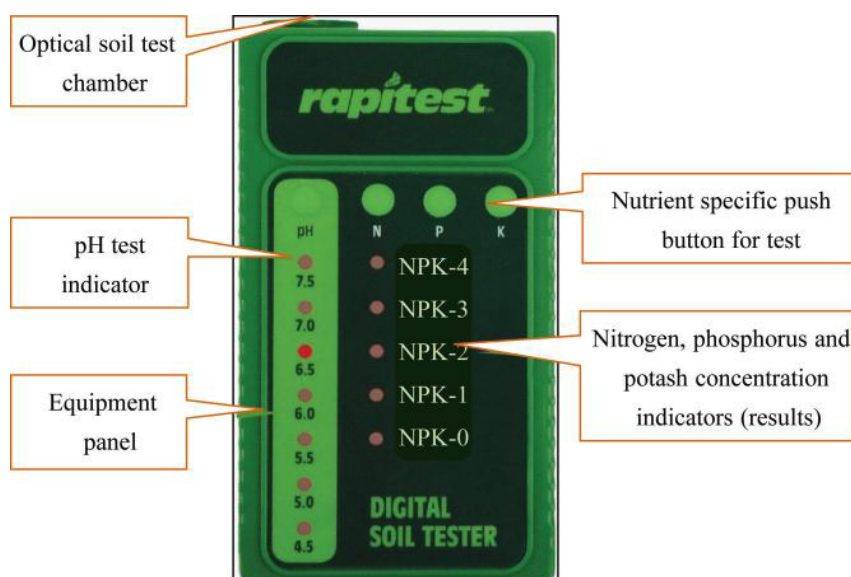 Optical soil test
chamber
rapitest
pH
N
P
K
Nutrient specific push
button for test
pH test
indicator
7.5
7.0
6.5
6.0
5.5
5.0
4.5
NPK-4
NPK-3
NPK-2
NPK-1
NPK-0
Nitrogen, phosphorus and
potash concentration
indicators (results)
Equipment
panel
DIGITAL
SOIL TESTER